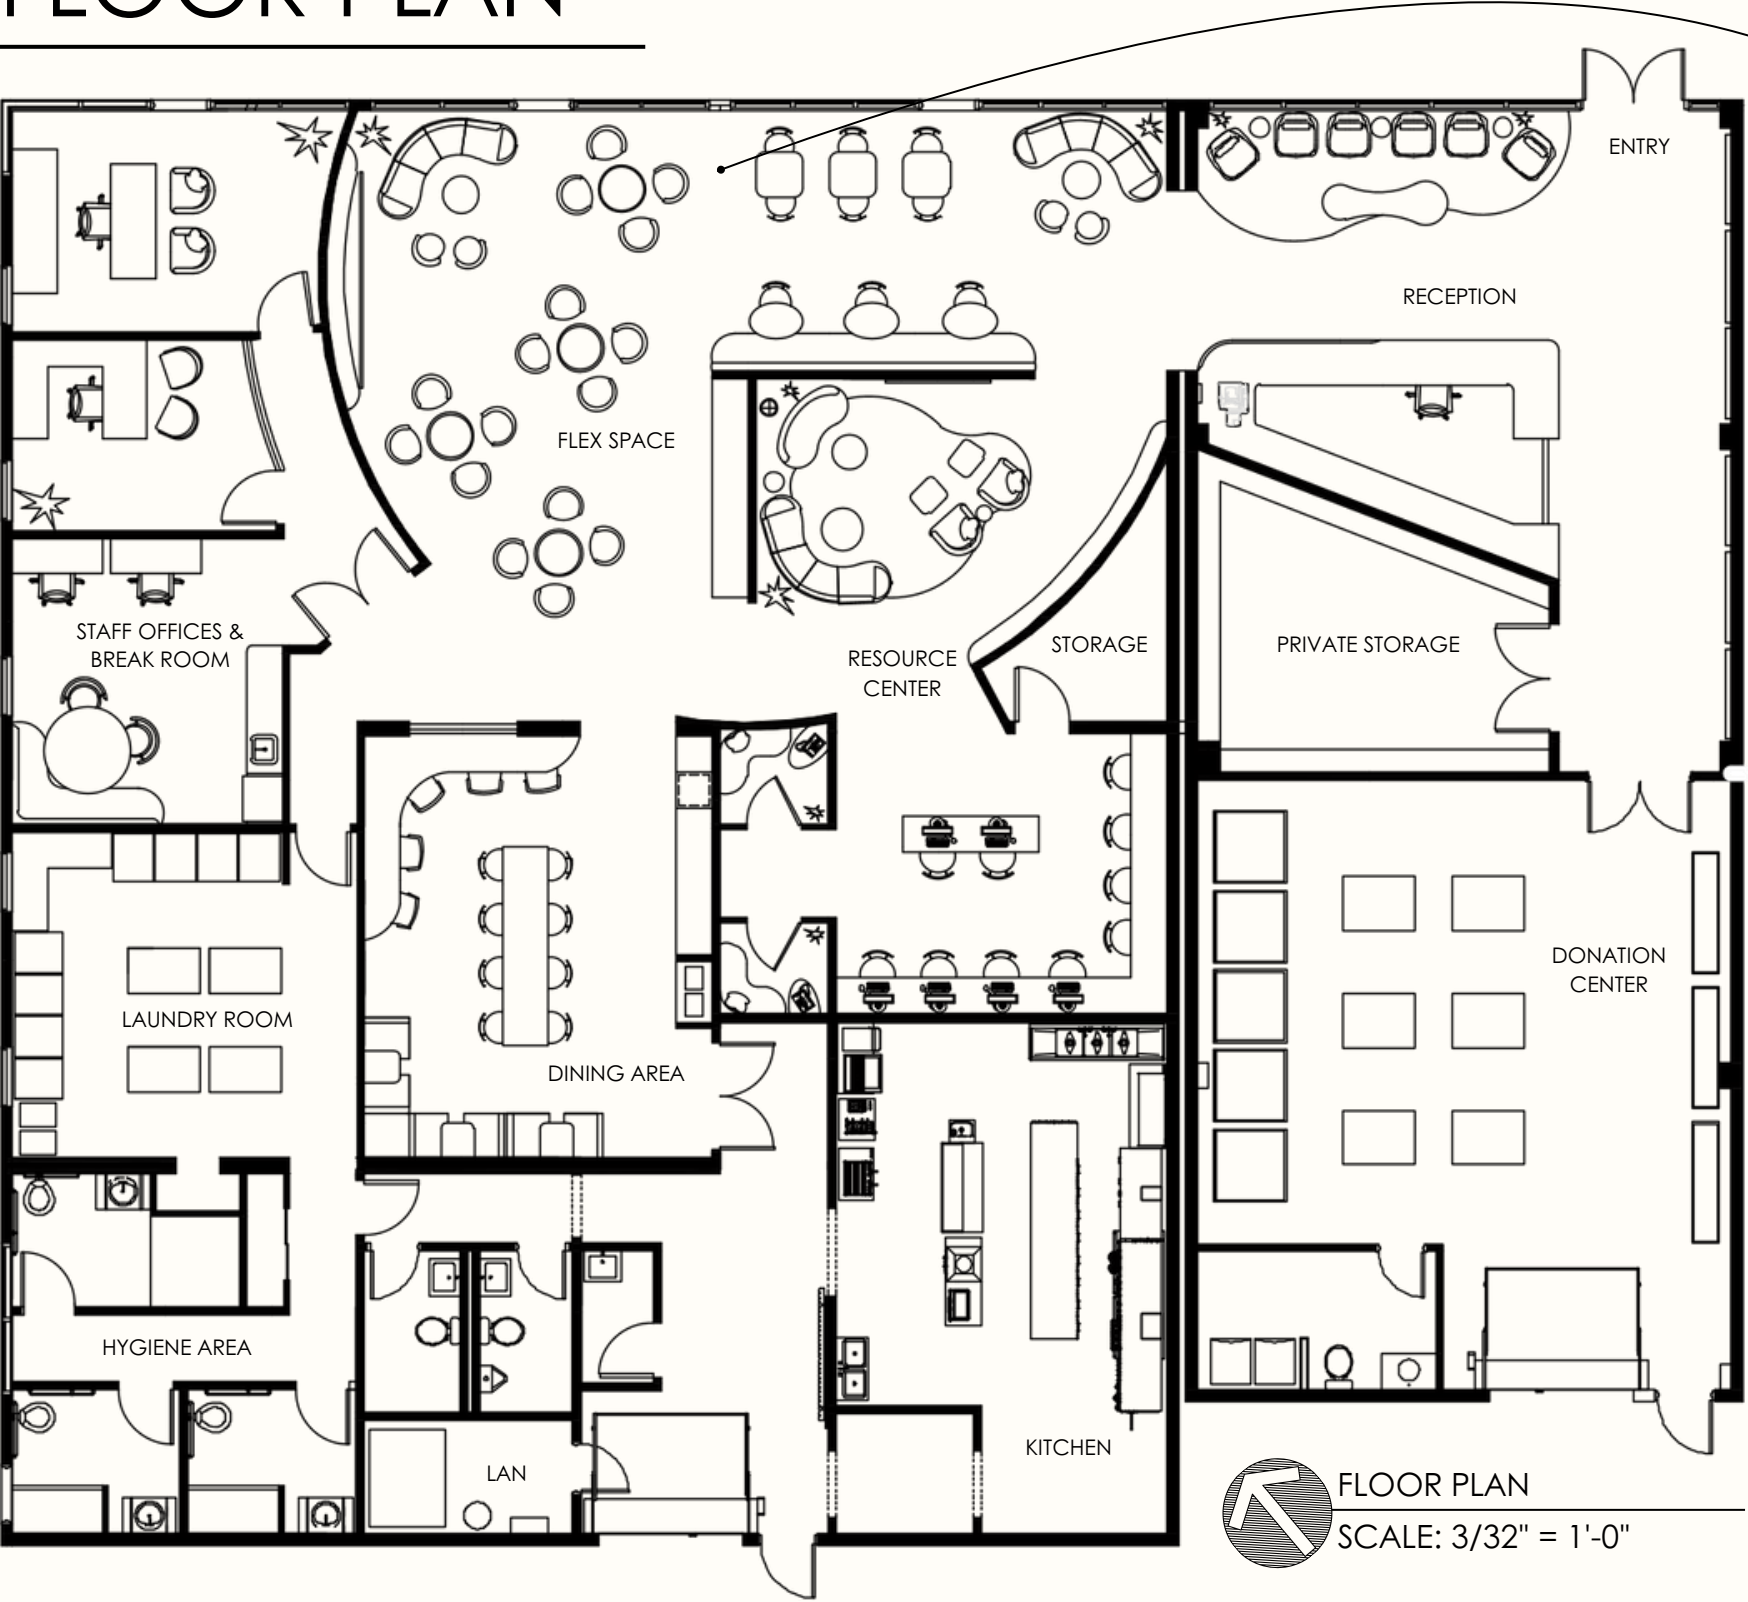 FLOOR PLAN
ENTRY
RECEPTION
FLEX SPACE
STAFF OFFICES &
BREAK ROOM
RESOURCE
CENTER
STORAGE
PRIVATE STORAGE
DONATION
CENTER
LAUNDRY ROOM
DINING AREA
HYGIENE AREA
KITCHEN
LAN
FLOOR PLAN
SCALE: 3/32" = 1'-0"